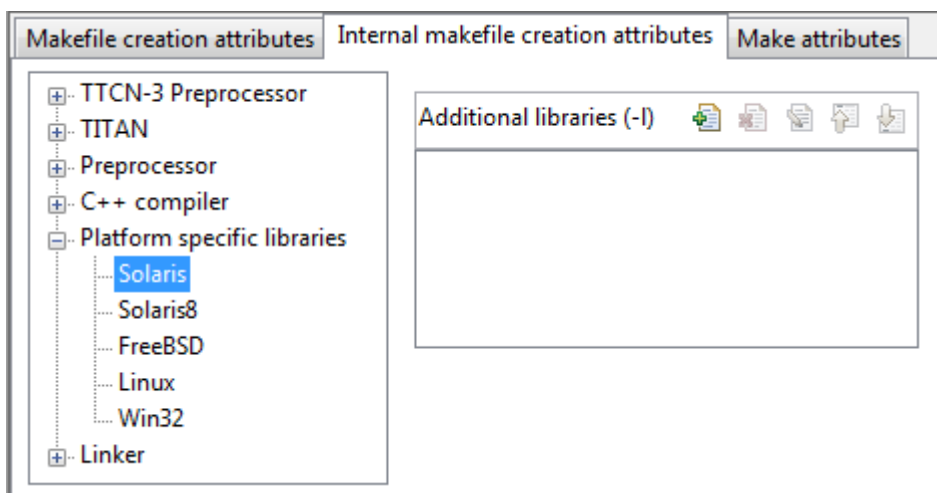 Makefile creation attributes
Internal makefile creation attributes
Make attributes
TTCN-3 Preprocessor
TITAN
Preprocessor
C++ compiler
Platform specific libraries
Solaris
Solaris8
FreeBSD
Linux
Win32
Linker
Additional libraries (-l)